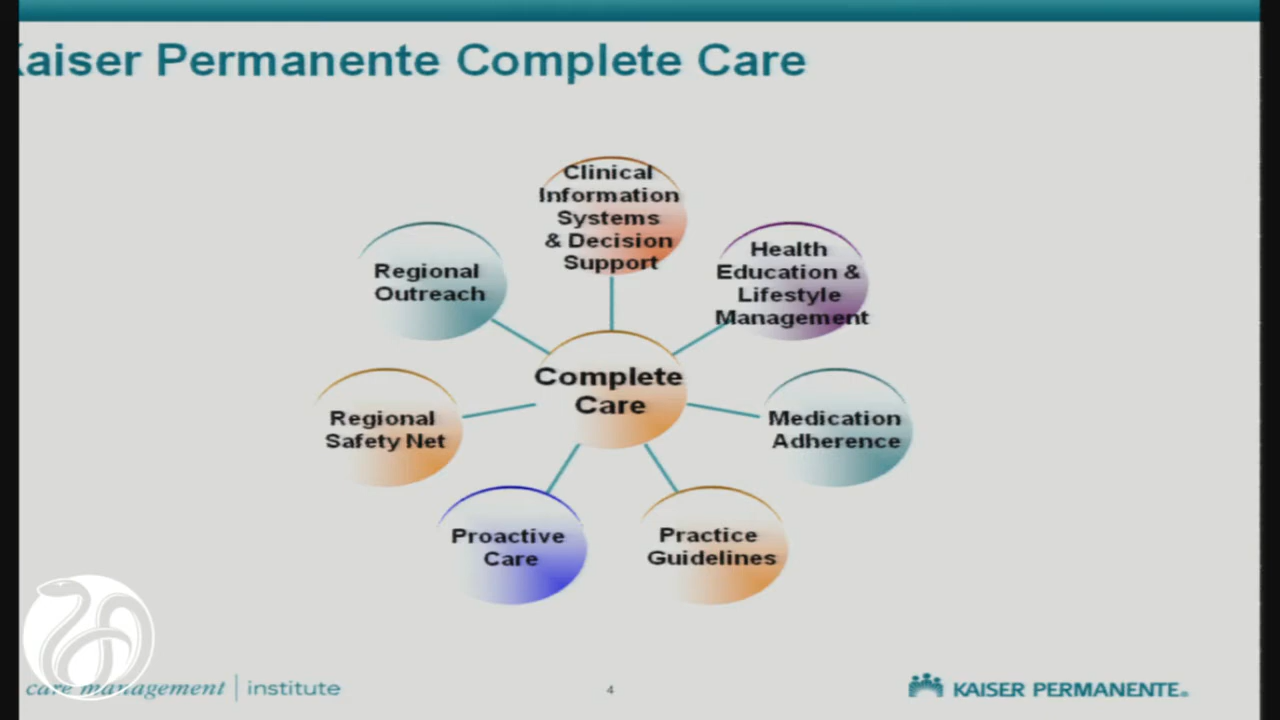 Kaiser Permanente Complete Care
Clinical
Information
Systems
& Decision
Support
Health
Education &
Lifestyle
Management
Regional
Outreach
Complete
Care
Medication
Adherence
Regional
Safety Net
Proactive
Care
Practice
Guidelines
care management | institute
4
KAISER PERMANENTE®